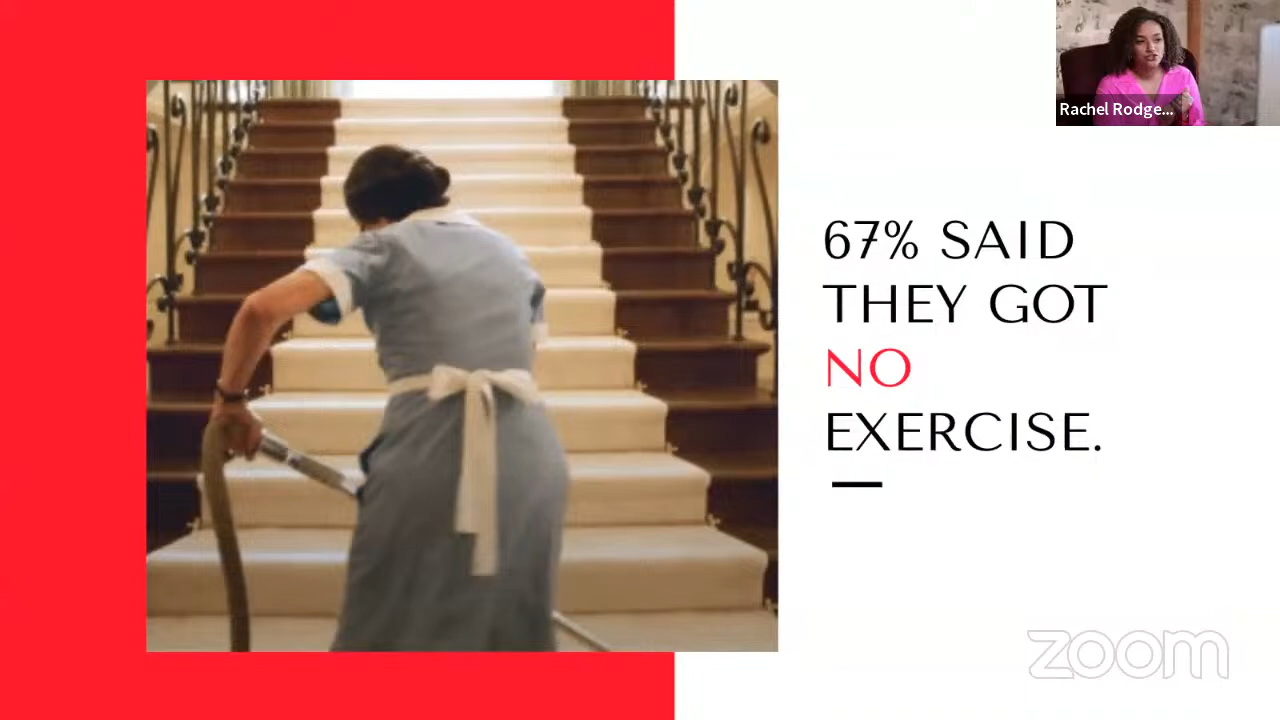 Rachel Rodge...
67% SAID
THEY GOT
NO
EXERCISE.
zoom